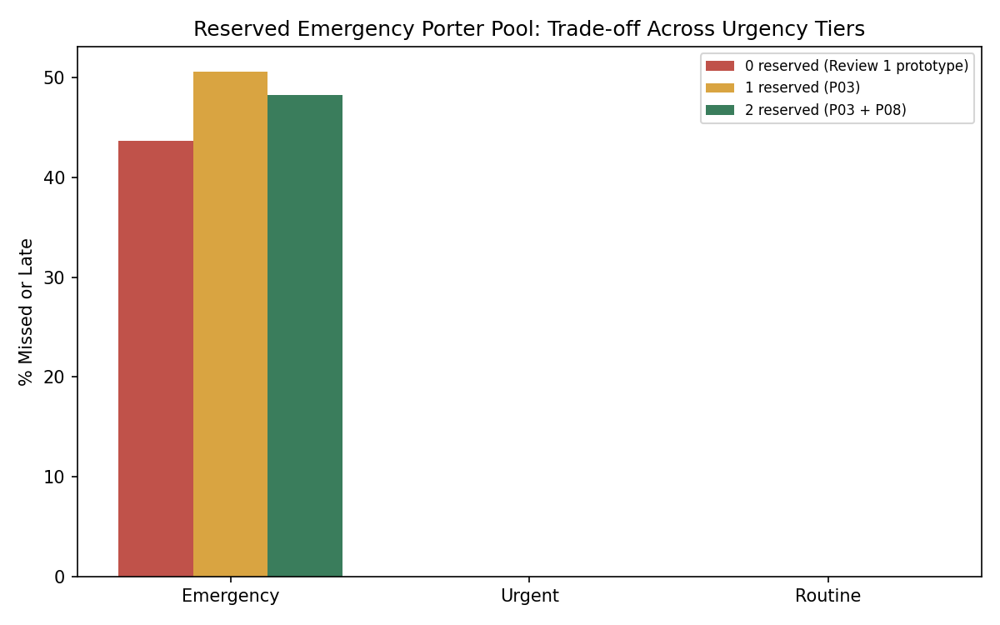 Reserved Emergency Porter Pool: Trade-off Across Urgency Tiers
0 reserved (Review 1 prototype)
1 reserved (P03)
2 reserved (P03 + P08)
% Missed or Late
50
40
30
20
10
0
Emergency
Urgent
Routine